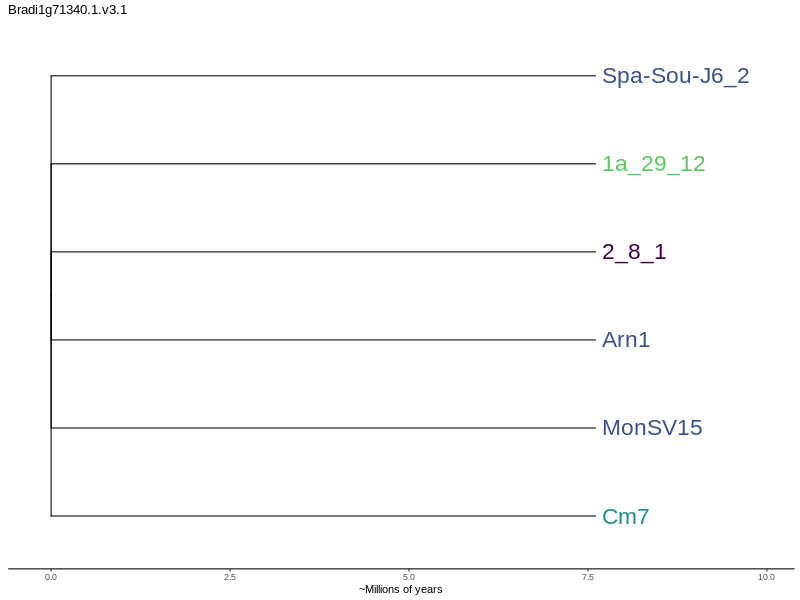 Bradi1g71340.1.v3.1
Spa-Sou-J6_2
1a_29_12
2_8_1
Arn1
MonSV15
Cm7
0.0 2.5 5.0 7.5 10.0
~Millions of years